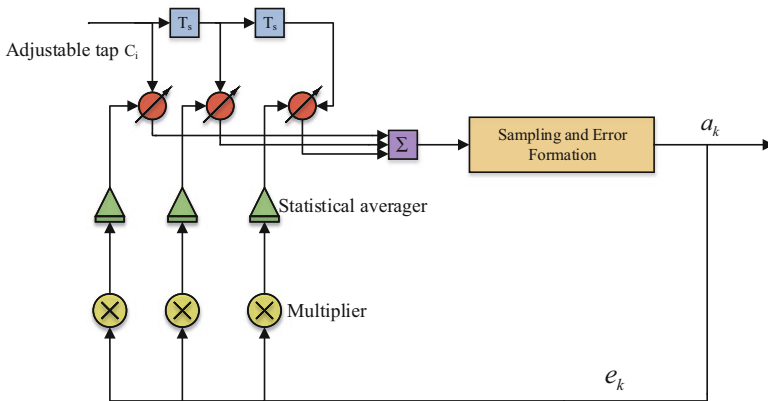 T_s
T_s
Adjustable tap C_i
Σ
Sampling and Error
Formation
a_k
Statistical averager
Multiplier
e_k